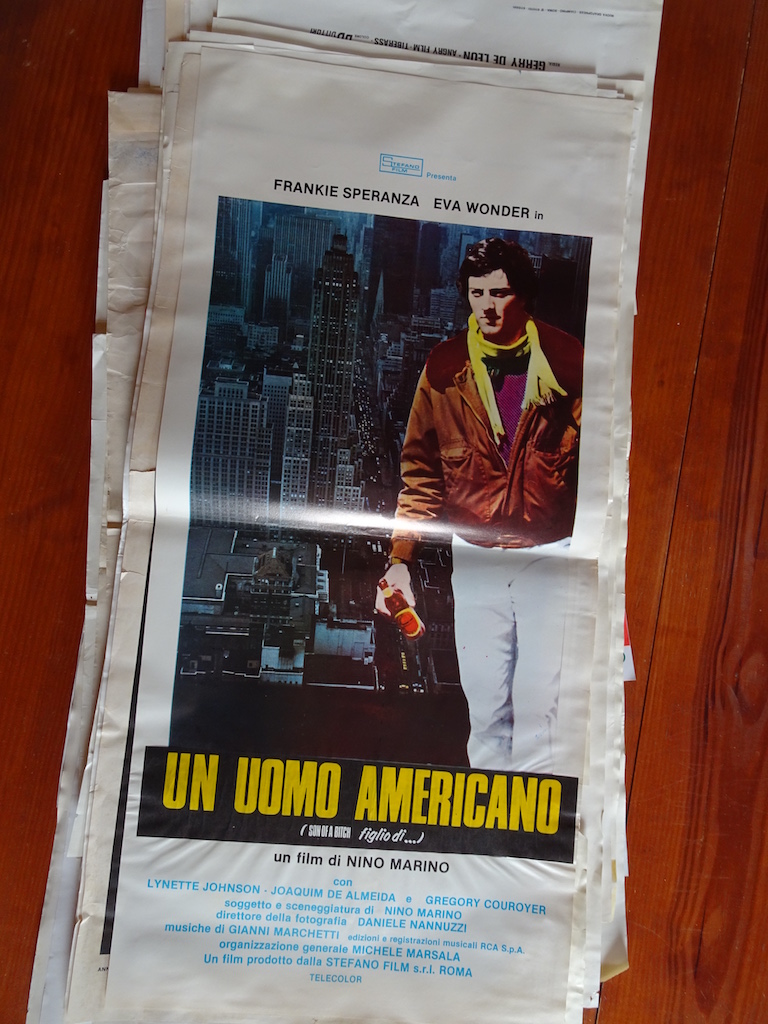 GERRY DE LEON - ANGRY FILM - TIBERASS
STEFANO
FILM
Presenta
FRANKIE SPERANZA EVA WONDER in
UN UOMO AMERICANO
(SON OF A BITCH figlio di...)
un film di NINO MARINO
con
LYNETTE JOHNSON - JOAQUIM DE ALMEIDA e GREGORY COUROYER
soggetto e sceneggiatura di NINO MARINO
direttore della fotografia DANIELE NANNUZZI
musiche di GIANNI MARCHETTI edizioni e registrazioni musicali RCA S.p.A.
organizzazione generale MICHELE MARSALA
Un film prodotto dalla STEFANO FILM s.r.l. ROMA
TELECOLOR